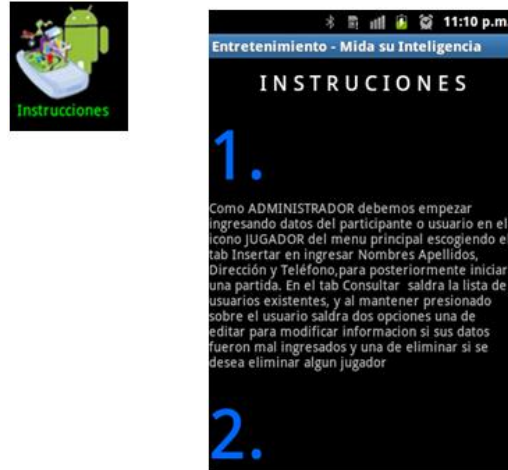 Instrucciones
11:10 p.m.
Entretenimiento - Mida su Inteligencia
INSTRUCIONES
1.
Como ADMINISTRADOR debemos empezar
ingresando datos del participante o usuario en el
icono JUGADOR del menu principal escogiendo el
tab Insertar en ingresar Nombres Apellidos,
Dirección y Teléfono,para posteriormente iniciar
una partida. En el tab Consultar saldra la lista de
usuarios existentes, y al mantener presionado
sobre el usuario saldra dos opciones una de
editar para modificar informacion si sus datos
fueron mal ingresados y una de eliminar si se
desea eliminar algun jugador
2.